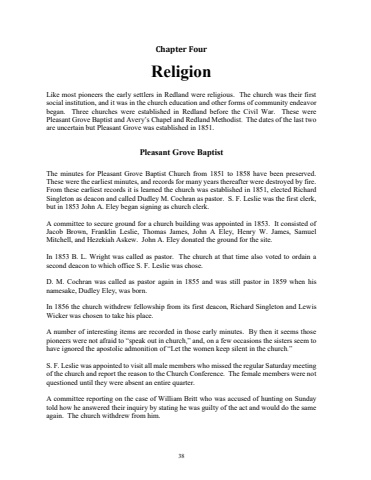 Chapter Four
Religion
Like most pioneers the early settlers in Redland were religious. The church was their first
social institution, and it was in the church education and other forms of community endeavor
began. Three churches were established in Redland before the Civil War. These were
Pleasant Grove Baptist and Avery's Chapel and Redland Methodist. The dates of the last two
are uncertain but Pleasant Grove was established in 1851.
Pleasant Grove Baptist
The minutes for Pleasant Grove Baptist Church from 1851 to 1858 have been preserved.
These were the earliest minutes, and records for many years thereafter were destroyed by fire.
From these earliest records it is learned the church was established in 1851, elected Richard
Singleton as deacon and called Dudley M. Cochran as pastor. S. F. Leslie was the first clerk,
but in 1853 John A. Eley began signing as church clerk.
A committee to secure ground for a church building was appointed in 1853. It consisted of
Jacob Brown, Franklin Leslie, Thomas James, John A Eley, Henry W. James, Samuel
Mitchell, and Hezekiah Askew. John A. Eley donated the ground for the site.
In 1853 B. L. Wright was called as pastor. The church at that time also voted to ordain a
second deacon to which office S. F. Leslie was chose.
D. M. Cochran was called as pastor again in 1855 and was still pastor in 1859 when his
namesake, Dudley Eley, was born.
In 1856 the church withdrew fellowship from its first deacon, Richard Singleton and Lewis
Wicker was chosen to take his place.
A number of interesting items are recorded in those early minutes. By then it seems those
pioneers were not afraid to "speak out in church," and, on a few occasions the sisters seem to
have ignored the apostolic admonition of "Let the women keep silent in the church."
S. F. Leslie was appointed to visit all male members who missed the regular Saturday meeting
of the church and report the reason to the Church Conference. The female members were not
questioned until they were absent an entire quarter.
A committee reporting on the case of William Britt who was accused of hunting on Sunday
told how he answered their inquiry by stating he was guilty of the act and would do the same
again. The church withdrew from him.
38